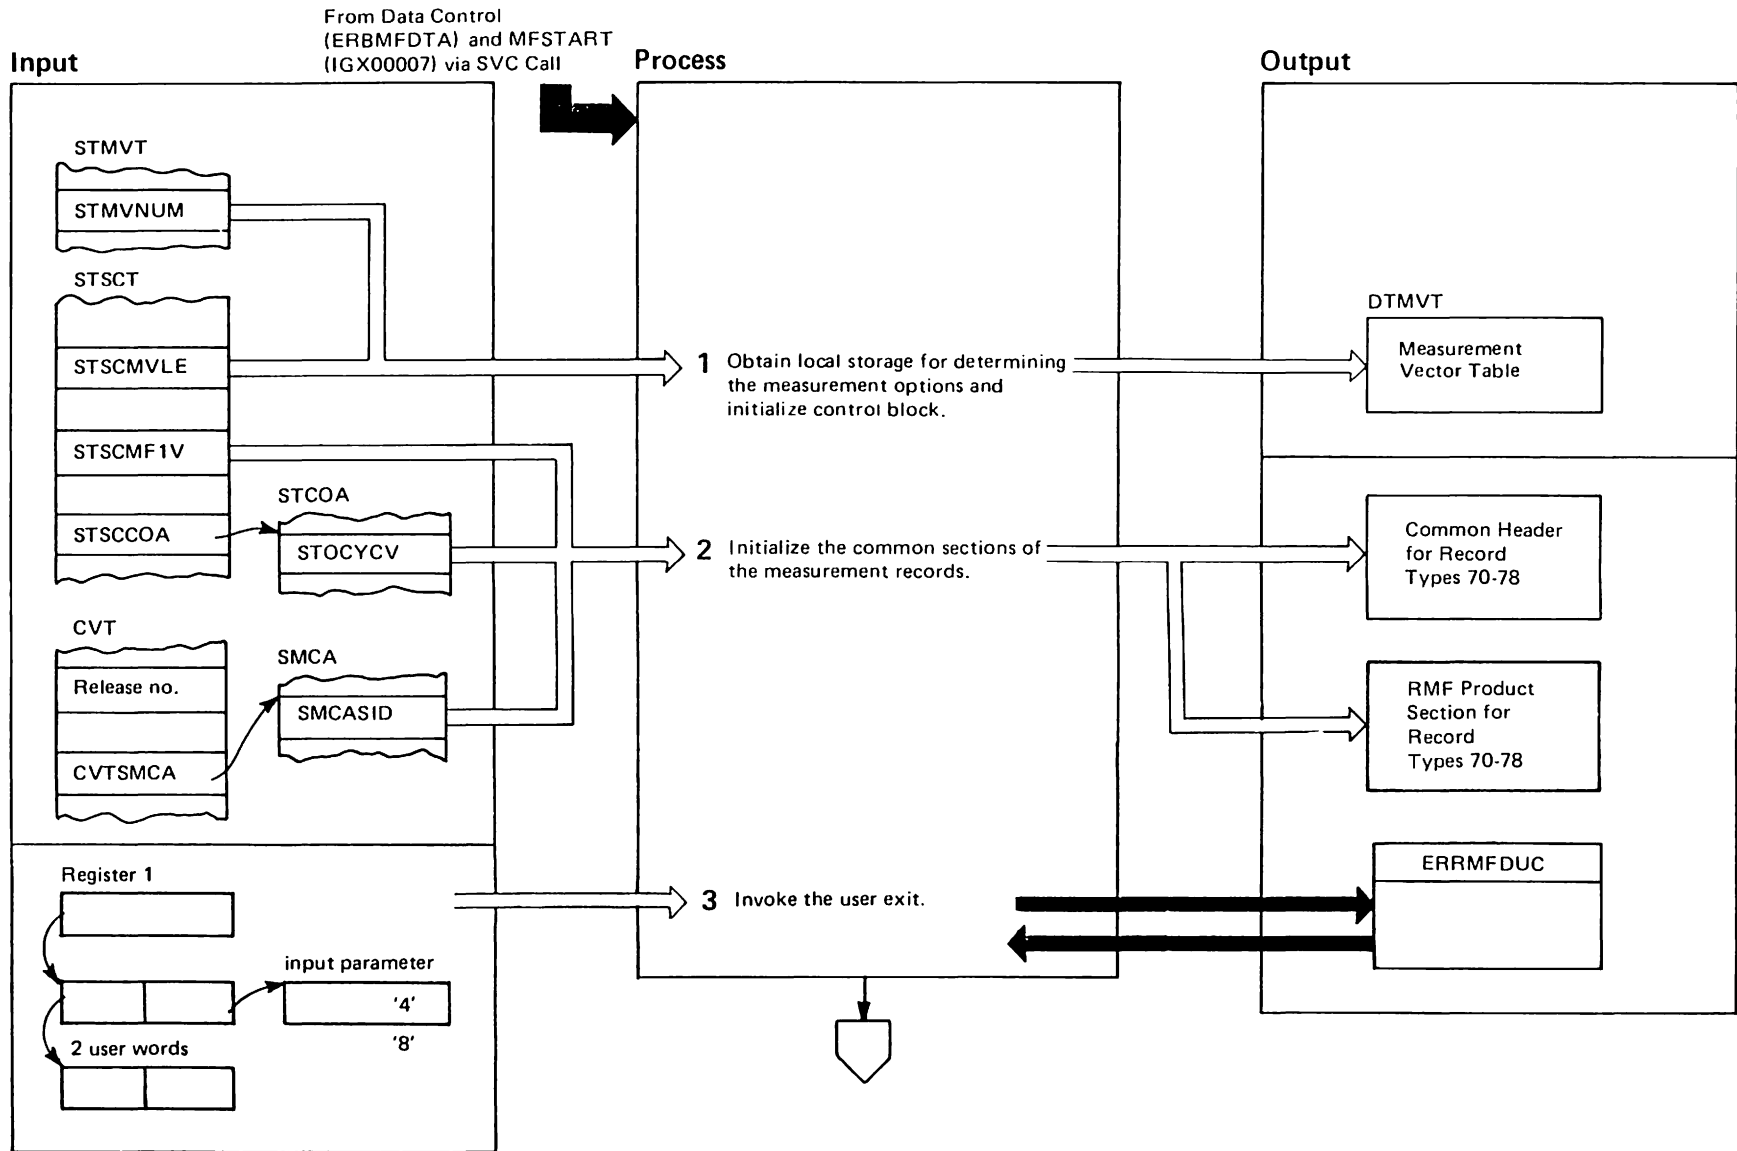 From Data Control
(ERBMFDTA) and MFSTART
(IGX00007) via SVC Call
Input
Process
Output
STMVT
STMVNUM
STSCT
STSCMVLE
STSCMF1V
STSCCOA
STCOA
STOCYCV
CVT
Release no.
CVTSMCA
SMCA
SMCASID
Register 1
input parameter
'4'
'8'
2 user words
1 Obtain local storage for determining
the measurement options and
initialize control block.
2 Initialize the common sections of
the measurement records.
3 Invoke the user exit.
DTMVT
Measurement
Vector Table
Common Header
for Record
Types 70-78
RMF Product
Section for
Record
Types 70-78
ERRMFDUC